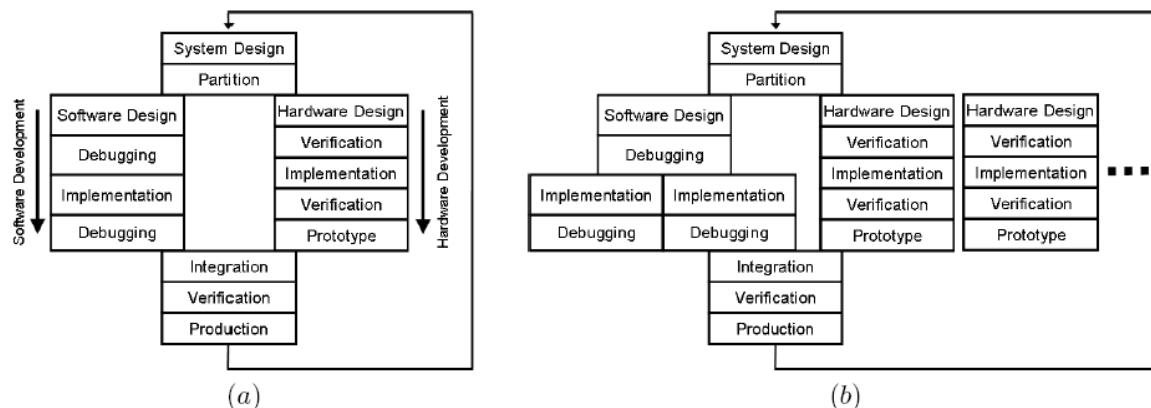 System Design
Partition
Software Development
Software Design
Debugging
Implementation
Debugging
Hardware Design
Verification
Implementation
Verification
Prototype
Hardware Development
Integration
Verification
Production
(a)
System Design
Partition
Software Design
Debugging
Implementation
Implementation
Debugging
Debugging
Hardware Design
Verification
Implementation
Verification
Prototype
Hardware Design
Verification
Implementation
Verification
Prototype
Integration
Verification
Production
(b)